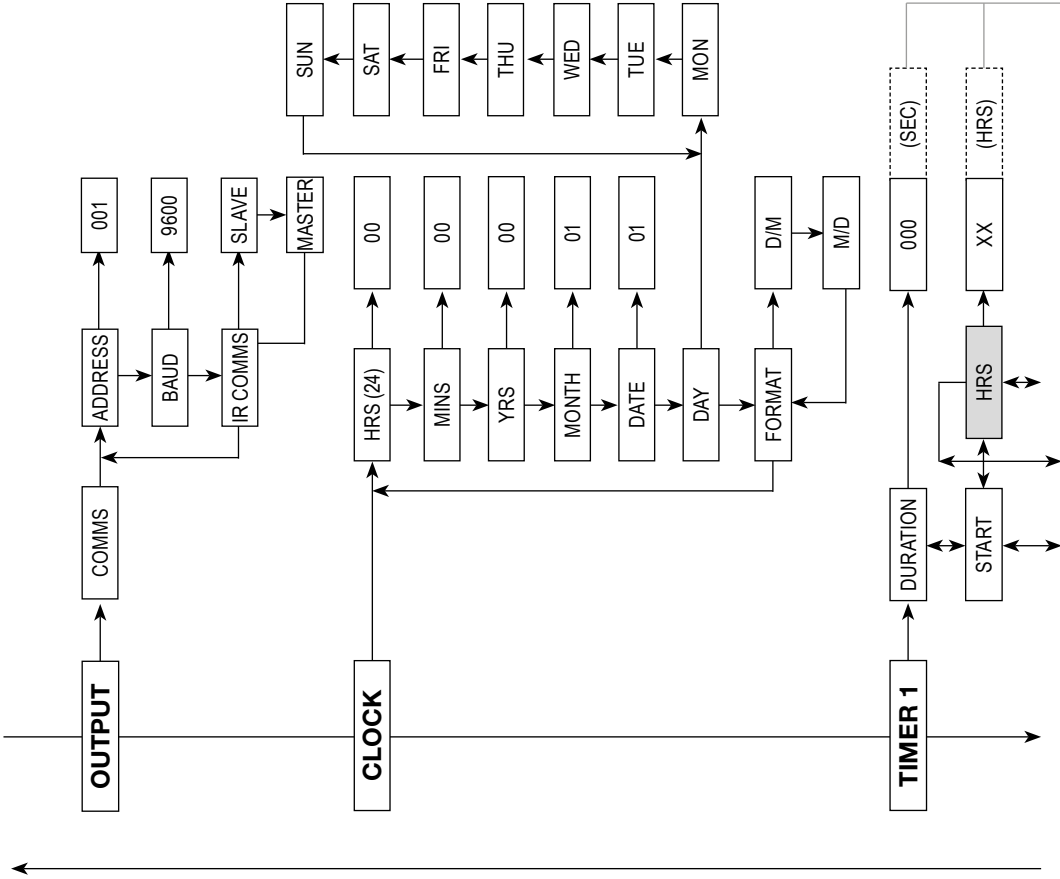 OUTPUT
COMMS
ADDRESS
001
BAUD
9600
IR COMMS
SLAVE
MASTER
CLOCK
HRS (24)
00
MINS
00
YRS
00
MONTH
01
DATE
01
DAY
MON
TUE
WED
THU
FRI
SAT
SUN
FORMAT
D/M
M/D
TIMER 1
DURATION
000
(SEC)
START
HRS
XX
(HRS)